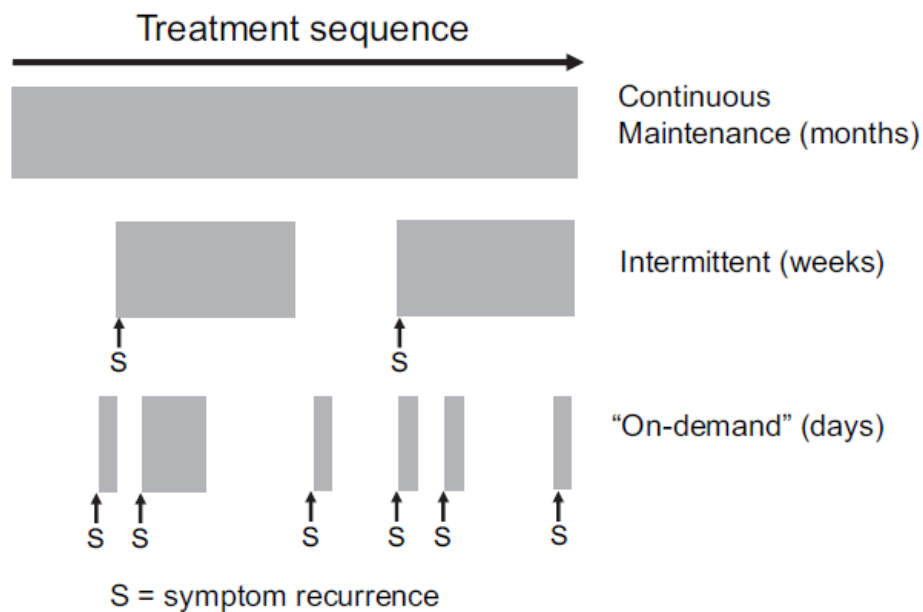 Treatment sequence
Continuous
Maintenance (months)
Intermittent (weeks)
S
S
“On-demand” (days)
S
S
S
S
S
S
S = symptom recurrence